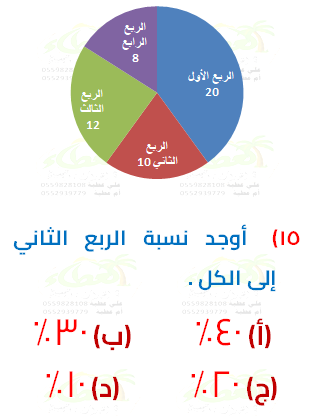 الربع
الرابع
8
الربع الأول
20
الربع
الثالث
12
الربع
الثاني 10
١٥) أوجد نسبة الربع الثاني
إلى الكل .
(أ) ٤٠٪ (ب) ٣٠٪
(ج) ٢٠٪ (د) ١٠٪